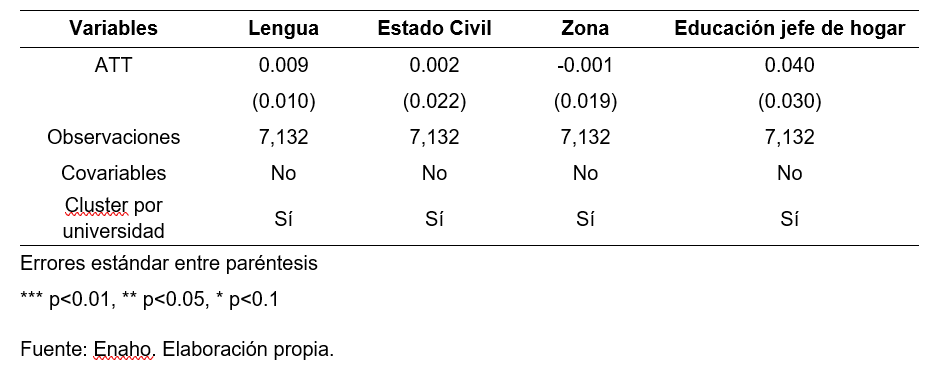 Variables Lengua Estado Civil Zona Educación jefe de hogar
ATT 0.009 0.002 -0.001 0.040
(0.010) (0.022) (0.019) (0.030)
Observaciones 7,132 7,132 7,132 7,132
Covariables No No No No
Cluster por
universidad Sí Sí Sí Sí
Errores estándar entre paréntesis
*** p<0.01, ** p<0.05, * p<0.1
Fuente: Enaho. Elaboración propia.